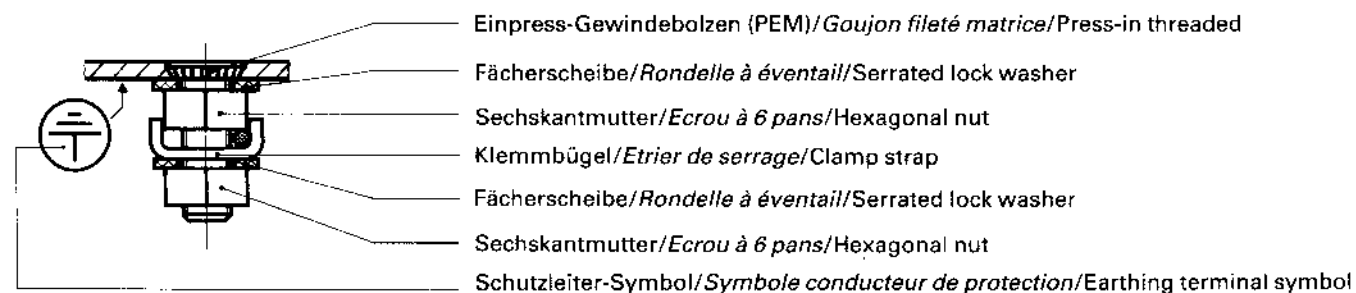 Einpress-Gewindebolzen (PEM)/Goujon fileté matrice/Press-in threaded
Fächerscheibe/Rondelle à éventail/Serrated lock washer
Sechskantmutter/Ecrou à 6 pans/Hexagonal nut
Klemmbügel/Etrier de serrage/Clamp strap
Fächerscheibe/Rondelle à éventail/Serrated lock washer
Sechskantmutter/Ecrou à 6 pans/Hexagonal nut
Schutzleiter-Symbol/Symbole conducteur de protection/Earthing terminal symbol